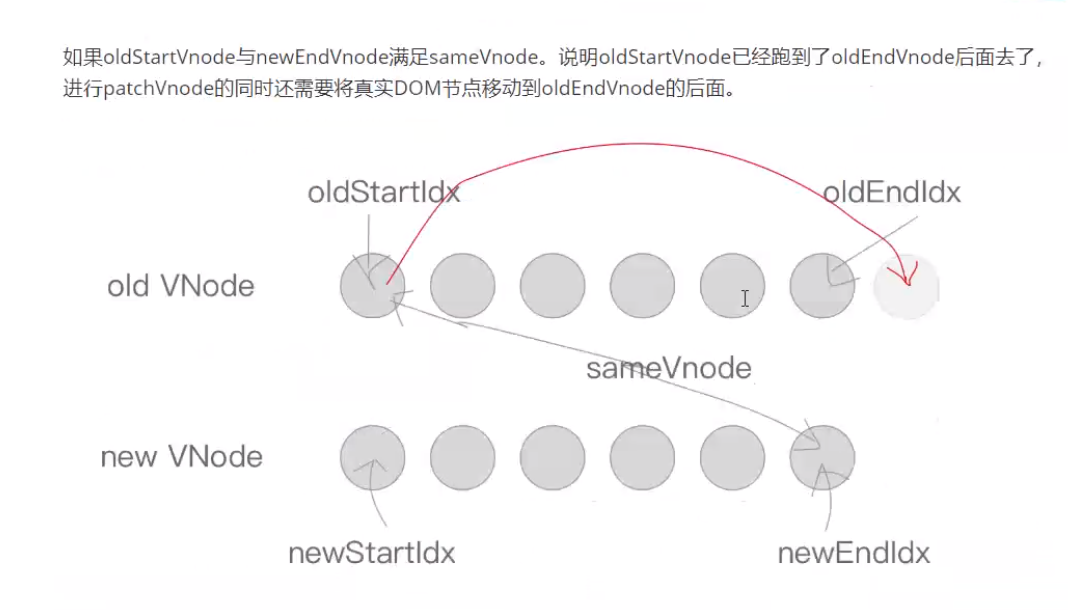 如果oldStartVnode与newEndVnode满足sameVnode。说明oldStartVnode已经跑到了oldEndVnode后面去了，
进行patchVnode的同时还需要将真实DOM节点移动到oldEndVnode的后面。
oldStartIdx
oldEndIdx
old VNode
sameVnode
new VNode
newStartIdx
newEndIdx